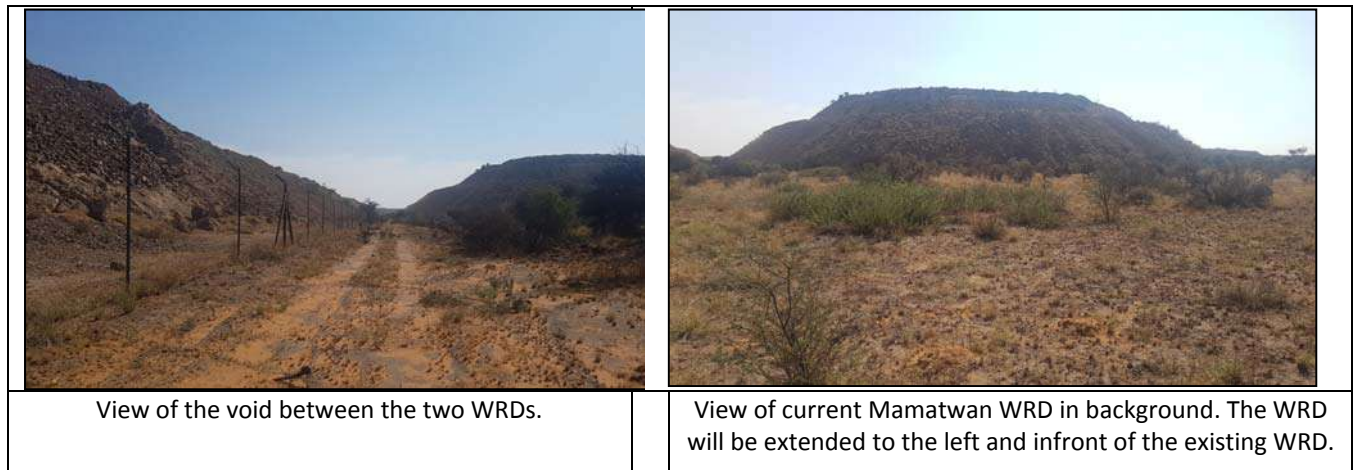 View of the void between the two WRDs.
View of current Mamatwan WRD in background. The WRD
will be extended to the left and infront of the existing WRD.